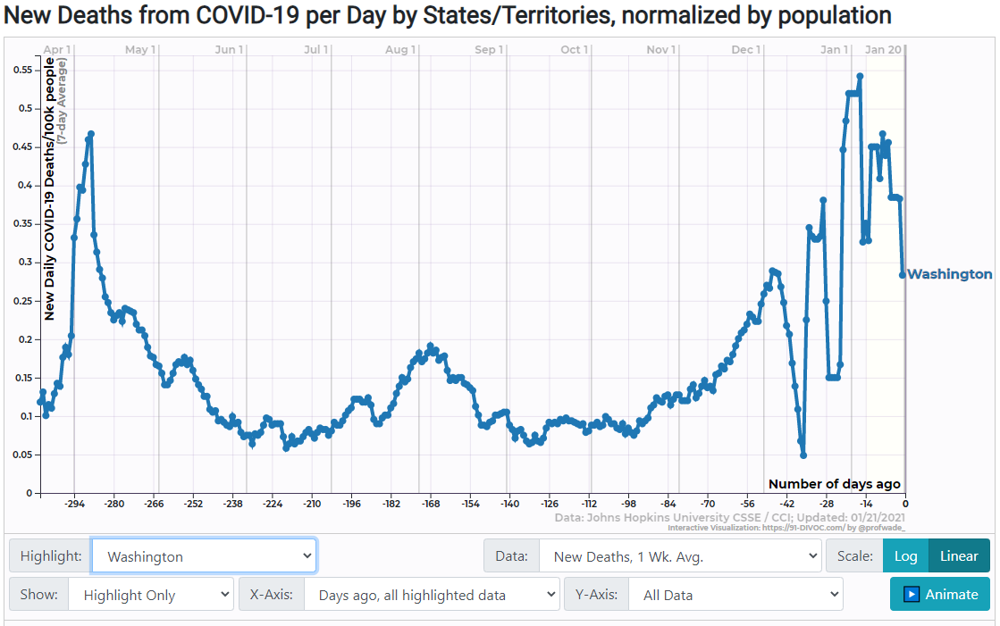 New Deaths from COVID-19 per Day by States/Territories, normalized by population
Apr 1 May 1 Jun 1 Jul 1 Aug 1 Sep 1 Oct 1 Nov 1 Dec 1 Jan 1 Jan 20
New Daily COVID-19 Deaths/100k people
(7-day Average)
0.55
0.5
0.45
0.4
0.35
0.3
0.25
0.2
0.15
0.1
0.05
0
Washington
Number of days ago
-294 -280 -266 -252 -238 -224 -210 -196 -182 -168 -154 -140 -126 -112 -98 -84 -70 -56 -42 -28 -14 0
Data: Johns Hopkins University CSSE / CCI; Updated: 01/21/2021
Interactive Visualization: https://91-DIVOC.com/ by @profwade_
Highlight: Washington Data: New Deaths, 1 Wk. Avg. Scale: Log Linear
Show: Highlight Only X-Axis: Days ago, all highlighted data Y-Axis: All Data Animate